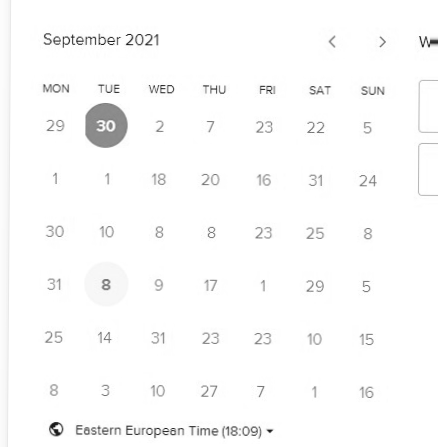 September 2021
MON TUE WED THU FRI SAT SUN
29 30 2 7 23 22 5
1 1 18 20 16 31 24
30 10 8 8 23 25 8
31 8 9 17 1 29 5
25 14 31 23 23 10 15
8 3 10 27 7 1 16
Eastern European Time (18:09)